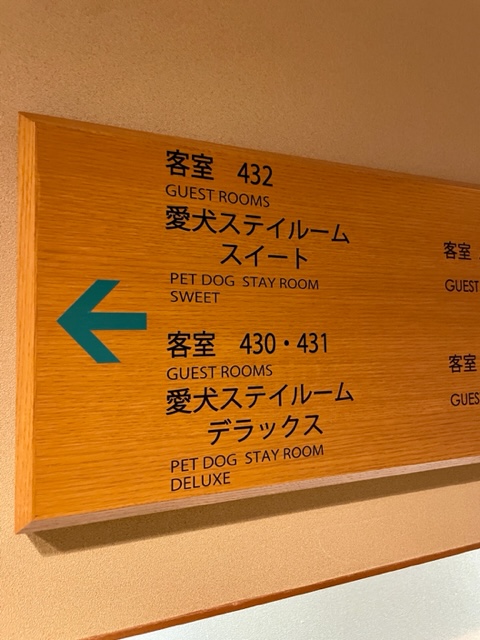 客室 432
GUEST ROOMS
愛犬ステイルーム
スイート
PET DOG STAY ROOM
SWEET
客室 430・431
GUEST ROOMS
愛犬ステイルーム
デラックス
PET DOG STAY ROOM
DELUXE
客室
GUEST
客室
GUES